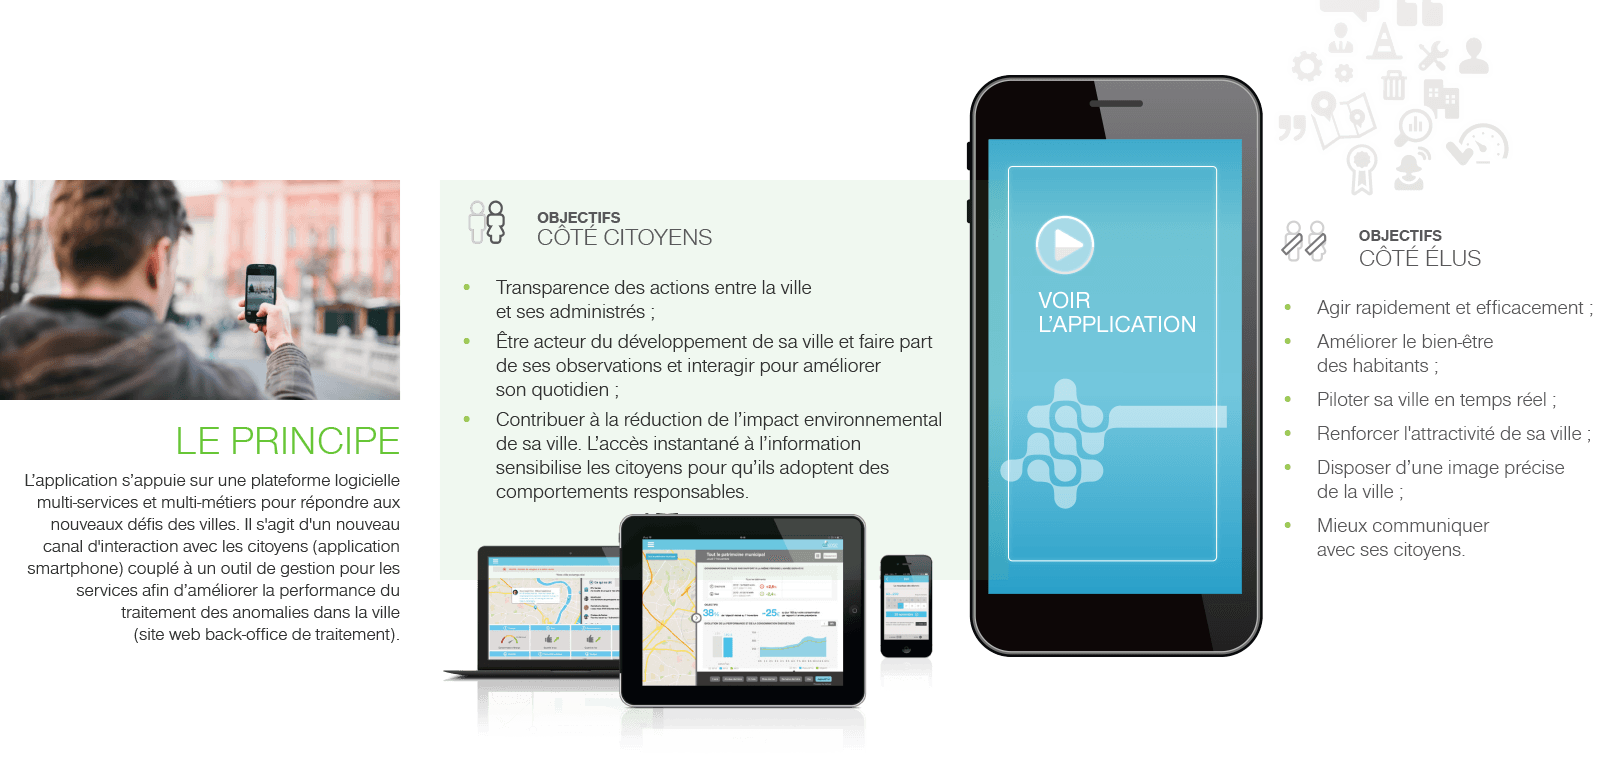 LE PRINCIPE
L’application s’appuie sur une plateforme logicielle
multi-services et multi-métiers pour répondre aux
nouveaux défis des villes. Il s'agit d'un nouveau
canal d'interaction avec les citoyens (application
smartphone) couplé à un outil de gestion pour les
services afin d’améliorer la performance du
traitement des anomalies dans la ville
(site web back-office de traitement).
OBJECTIFS
CÔTÉ CITOYENS
• Transparence des actions entre la ville
et ses administrés ;
• Être acteur du développement de sa ville et faire part
de ses observations et interagir pour améliorer
son quotidien ;
• Contribuer à la réduction de l’impact environnemental
de sa ville. L’accès instantané à l’information
sensibilise les citoyens pour qu’ils adoptent des
comportements responsables.
Tout le patrimoine municipal
38%
-25%
VOIR
L’APPLICATION
OBJECTIFS
CÔTÉ ÉLUS
• Agir rapidement et efficacement ;
• Améliorer le bien-être
des habitants ;
• Piloter sa ville en temps réel ;
• Renforcer l'attractivité de sa ville ;
• Disposer d’une image précise
de la ville ;
• Mieux communiquer
avec ses citoyens.